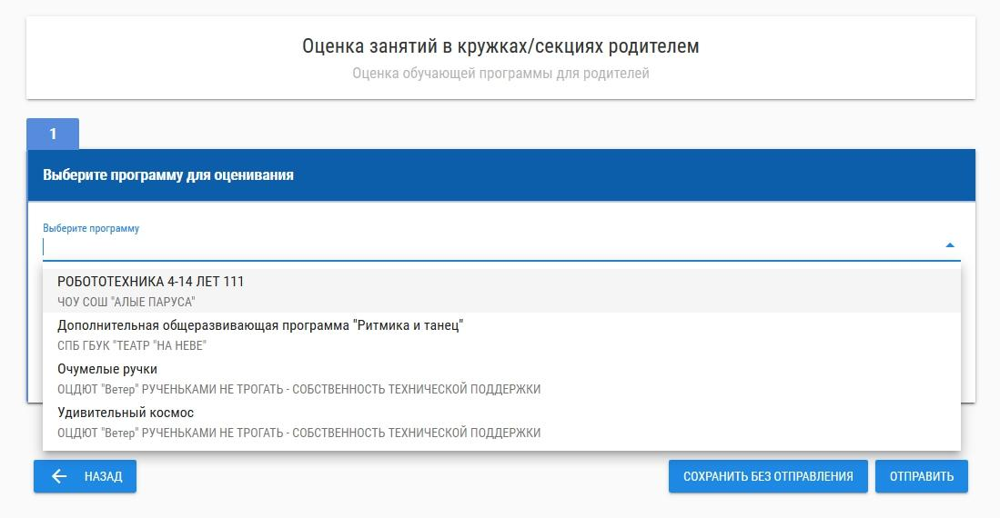 Оценка занятий в кружках/секциях родителем
Оценка обучающей программы для родителей
1
Выберите программу для оценивания
Выберите программу
РОБОТОТЕХНИКА 4-14 ЛЕТ 111
ЧОУ СОШ "АЛЫЕ ПАРУСА"
Дополнительная общеразвивающая программа "Ритмика и танец"
СПБ ГБУК "ТЕАТР "НА НЕВЕ"
Очумелые ручки
ОЦДЮТ "Ветер" РУЧЕНЬКАМИ НЕ ТРОГАТЬ - СОБСТВЕННОСТЬ ТЕХНИЧЕСКОЙ ПОДДЕРЖКИ
Удивительный космос
ОЦДЮТ "Ветер" РУЧЕНЬКАМИ НЕ ТРОГАТЬ - СОБСТВЕННОСТЬ ТЕХНИЧЕСКОЙ ПОДДЕРЖКИ
НАЗАД
СОХРАНИТЬ БЕЗ ОТПРАВЛЕНИЯ
ОТПРАВИТЬ